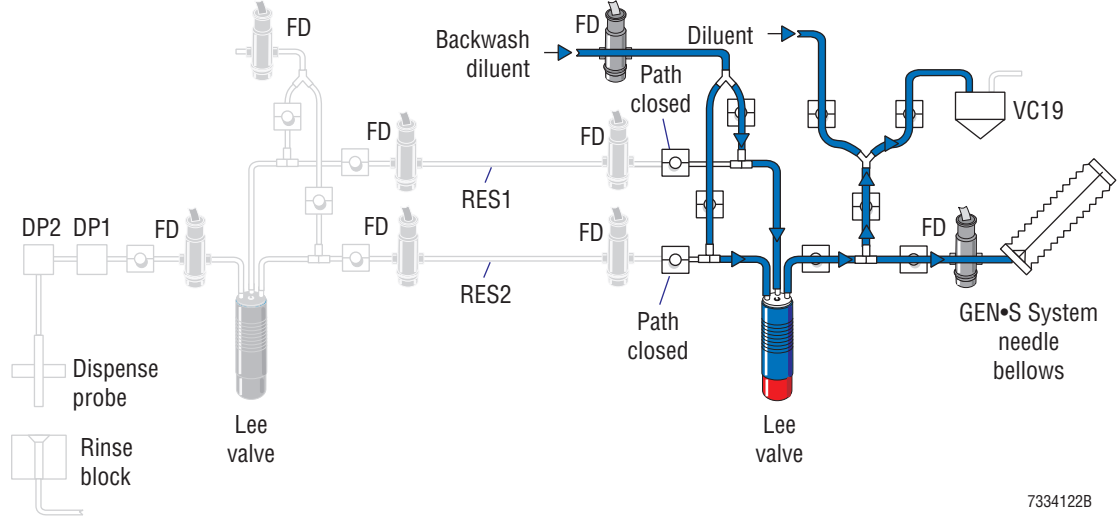 FD
FD
Backwash
diluent
Diluent
Path
closed
VC19
FD
FD
RES1
DP2
DP1
FD
FD
FD
FD
RES2
Path
closed
GEN•S System
needle
bellows
Dispense
probe
Lee
valve
Lee
valve
Rinse
block
7334122B